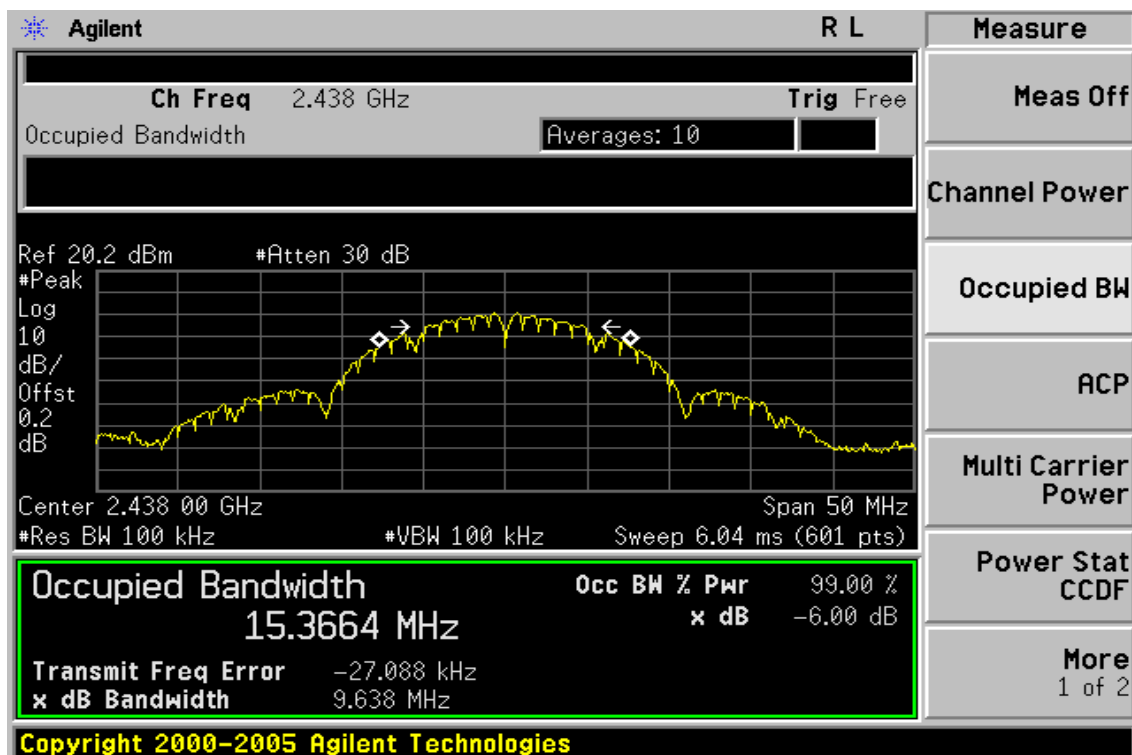 Agilent R L
Measure
Ch Freq 2.438 GHz Trig Free
Occupied Bandwidth Averages: 10
Meas Off
Channel Power
Occupied BW
ACP
Multi Carrier
Power
Power Stat
CCDF
More
1 of 2
Ref 20.2 dBm #Atten 30 dB
#Peak
Log
10
dB/
Offst
0.2
dB
Center 2.438 00 GHz Span 50 MHz
#Res BW 100 kHz #VBW 100 kHz Sweep 6.04 ms (601 pts)
Occupied Bandwidth Occ BW % Pwr 99.00 %
15.3664 MHz x dB -6.00 dB
Transmit Freq Error -27.088 kHz
x dB Bandwidth 9.638 MHz
Copyright 2000-2005 Agilent Technologies